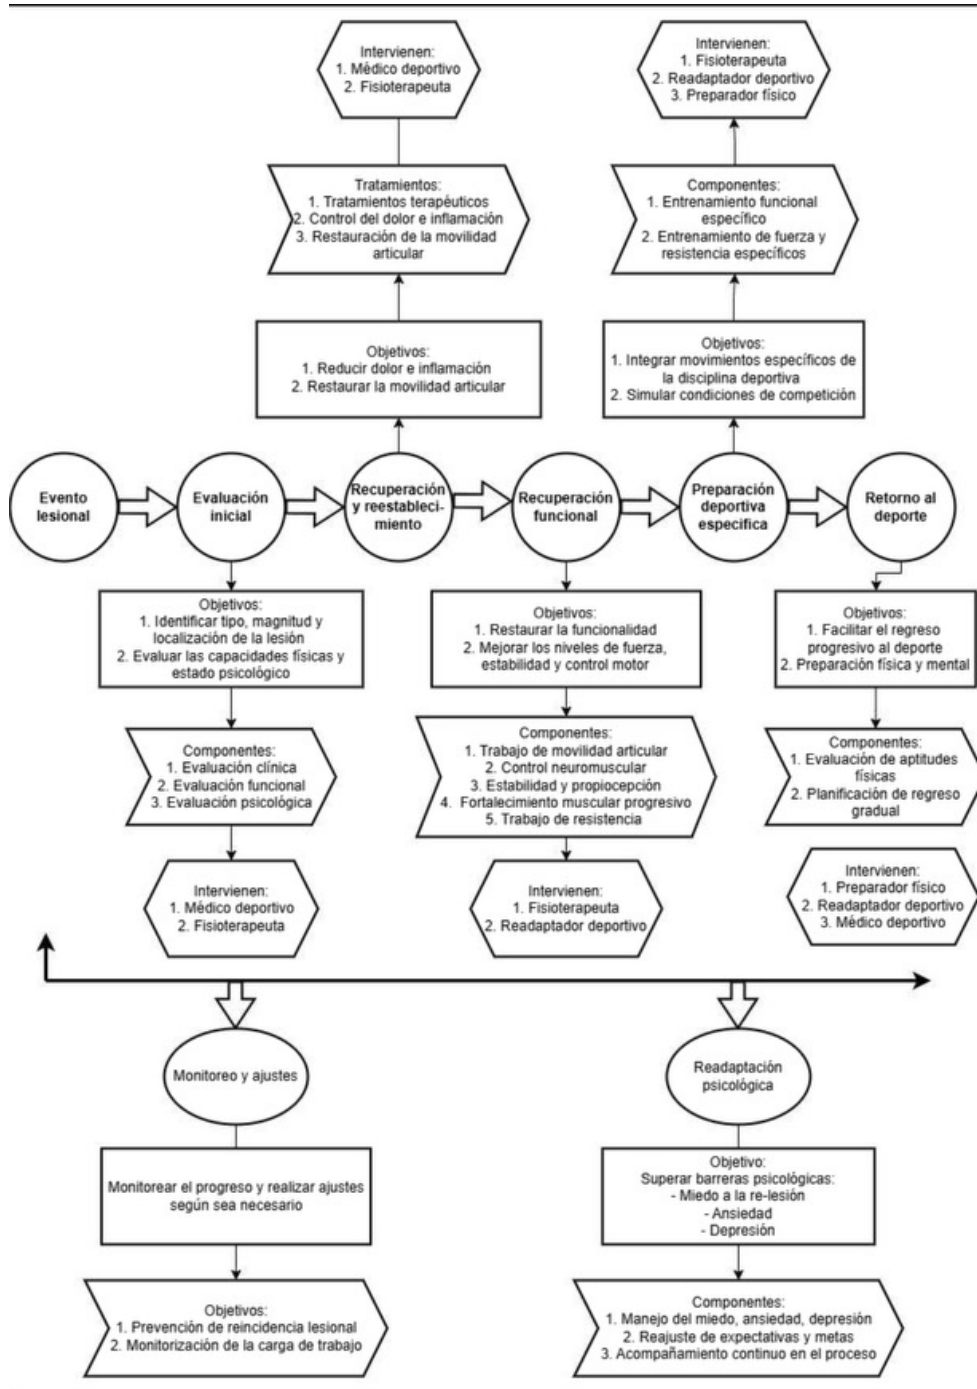 Intervienen:
1. Médico deportivo
2. Fisioterapeuta
Intervienen:
1. Fisioterapeuta
2. Readaptador deportivo
3. Preparador físico
Tratamientos:
1. Tratamientos terapéuticos
2. Control del dolor e inflamación
3. Restauración de la movilidad
articular
Componentes:
1. Entrenamiento funcional
específico
2. Entrenamiento de fuerza y
resistencia específicos
Objetivos:
1. Reducir dolor e inflamación
2. Restaurar la movilidad articular
Objetivos:
1. Integrar movimientos específicos de
la disciplina deportiva
2. Simular condiciones de competición
Evento
lesional
Evaluación
inicial
Recuperación
y reestableci-
miento
Recuperación
funcional
Preparación
deportiva
específica
Retorno al
deporte
Objetivos:
1. Identificar tipo, magnitud y
localización de la lesión
2. Evaluar las capacidades físicas y
estado psicológico
Objetivos:
1. Restaurar la funcionalidad
2. Mejorar los niveles de fuerza,
estabilidad y control motor
Objetivos:
1. Facilitar el regreso
progresivo al deporte
2. Preparación física y mental
Componentes:
1. Evaluación clínica
2. Evaluación funcional
3. Evaluación psicológica
Componentes:
1. Trabajo de movilidad articular
2. Control neuromuscular
3. Estabilidad y propiocepción
4. Fortalecimiento muscular progresivo
5. Trabajo de resistencia
Componentes:
1. Evaluación de aptitudes
físicas
2. Planificación de regreso
gradual
Intervienen:
1. Médico deportivo
2. Fisioterapeuta
Intervienen:
1. Fisioterapeuta
2. Readaptador deportivo
Intervienen:
1. Preparador físico
2. Readaptador deportivo
3. Médico deportivo
Monitoreo y ajustes
Readaptación
psicológica
Monitorear el progreso y realizar ajustes
según sea necesario
Objetivo:
Superar barreras psicológicas:
- Miedo a la re-lesión
- Ansiedad
- Depresión
Objetivos:
1. Prevención de reincidencia lesional
2. Monitorización de la carga de trabajo
Componentes:
1. Manejo del miedo, ansiedad, depresión
2. Reajuste de expectativas y metas
3. Acompañamiento continuo en el proceso